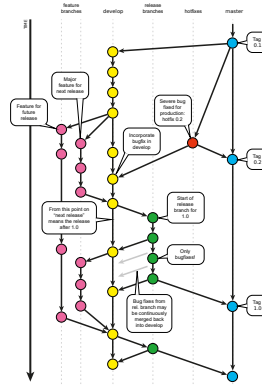 feature
branches
develop
release
branches
hotfixes
master
TIME
Tag
0.1
Major
feature for
next release
Feature for
future
release
Severe bug
fixed for
production:
hotfix 0.2
Incorporate
bugfix in
develop
Tag
0.2
Start of
release
branch for
1.0
From this point on
"next release"
means the release
after 1.0
Only
bugfixes!
Bug fixes from
rel. branch may
be continuously
merged back
into develop
Tag
1.0